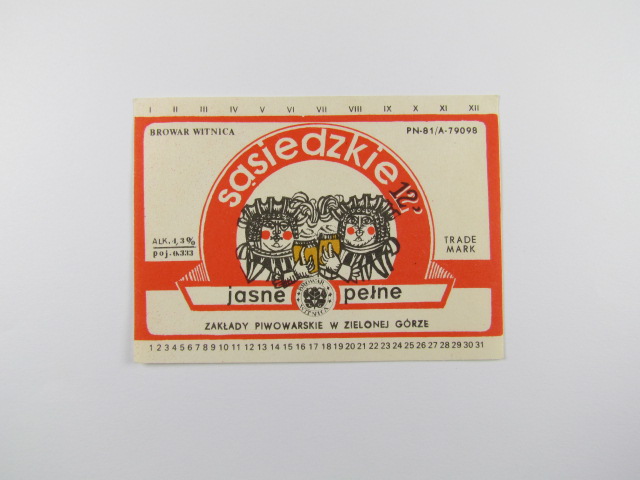 I II III IV V VI VII VIII IX X XI XII
BROWAR WITNICA
PN-81/A-79098
sąsiedzkie
12°
ALK. 4,3%
poj. 0.333
TRADE
MARK
jasne pełne
BROWAR
WITNICA
ZAKŁADY PIWOWARSKIE W ZIELONEJ GÓRZE
1 2 3 4 5 6 7 8 9 10 11 12 13 14 15 16 17 18 19 20 21 22 23 24 25 26 27 28 29 30 31